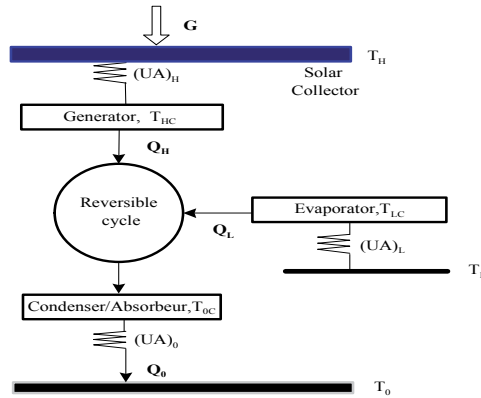 G
T_H
(UA)_H
Solar
Collector
Generator, T_HC
Q_H
Reversible
cycle
Evaporator,T_LC
Q_L
(UA)_L
Condenser/Absorbeur,T_0C
(UA)_0
Q_0
T_0